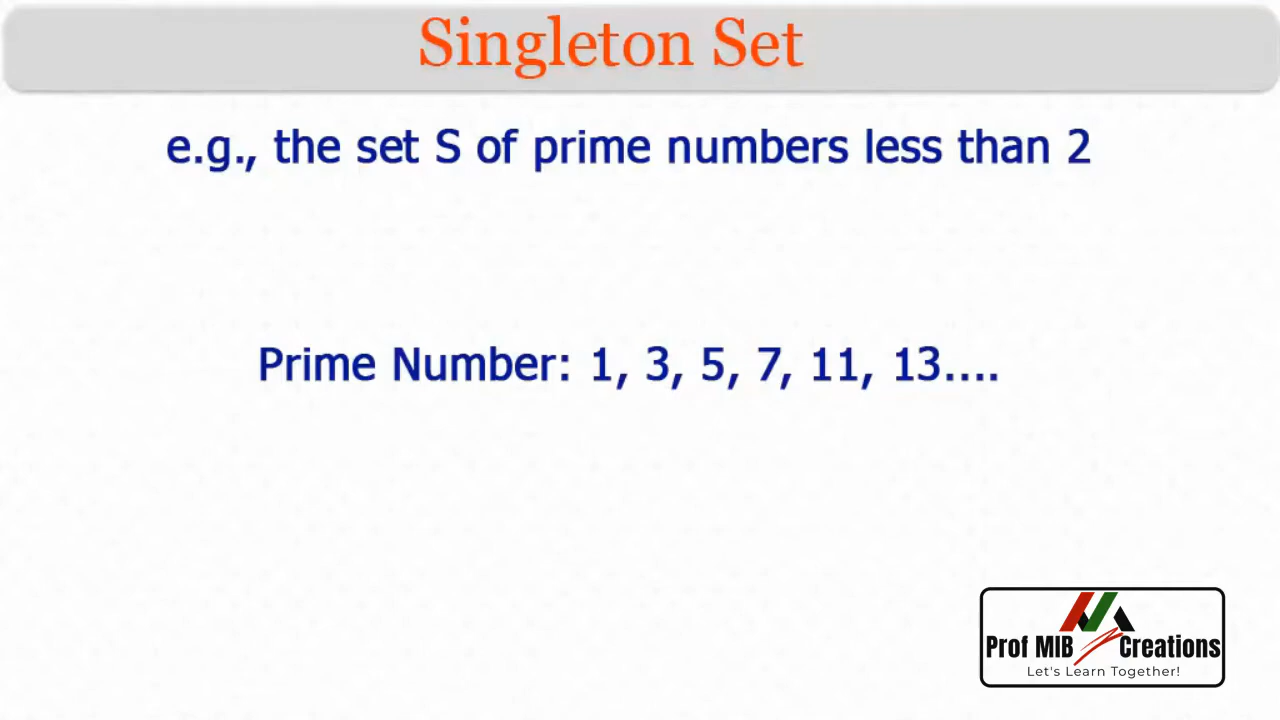 Singleton Set
e.g., the set S of prime numbers less than 2
Prime Number: 1, 3, 5, 7, 11, 13....
Prof MIB Creations
Let's Learn Together!